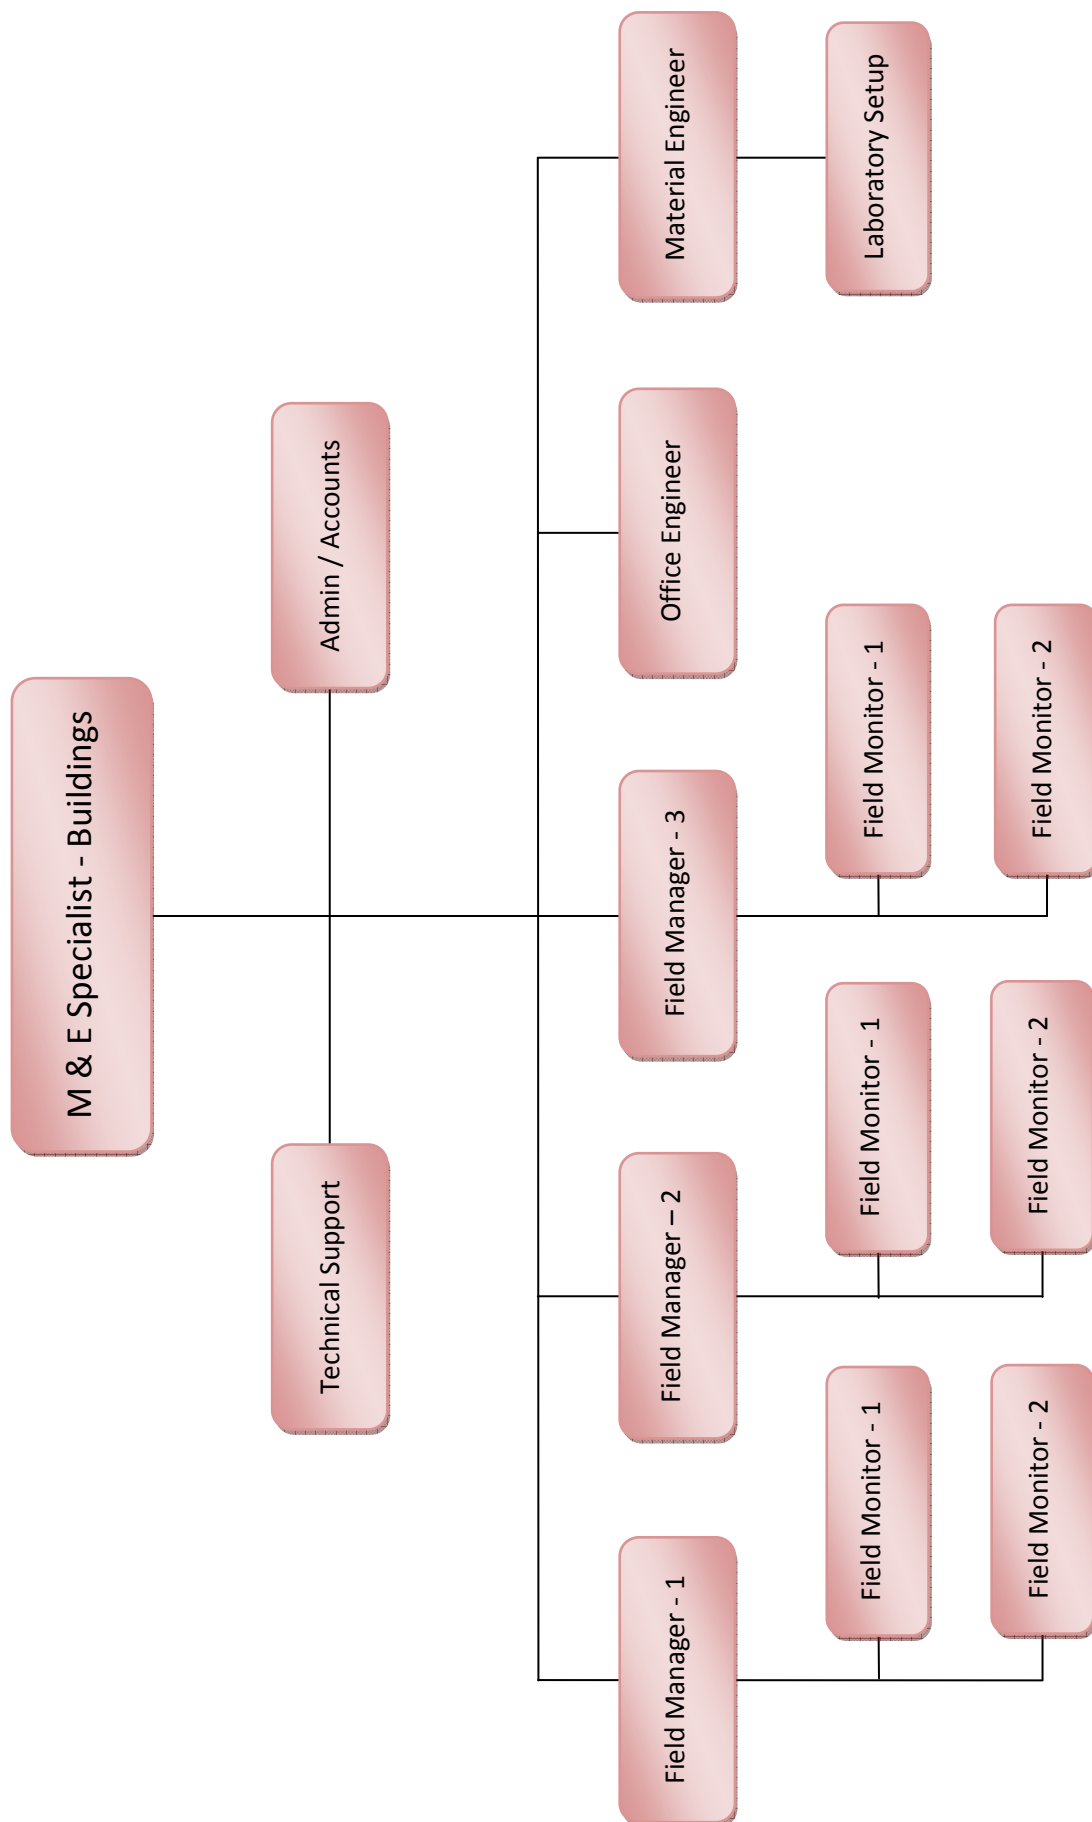 M & E Specialist - Buildings
Technical Support
Admin / Accounts
Field Manager - 1
Field Manager – 2
Field Manager - 3
Office Engineer
Material Engineer
Field Monitor - 1
Field Monitor - 1
Field Monitor - 1
Laboratory Setup
Field Monitor - 2
Field Monitor - 2
Field Monitor - 2